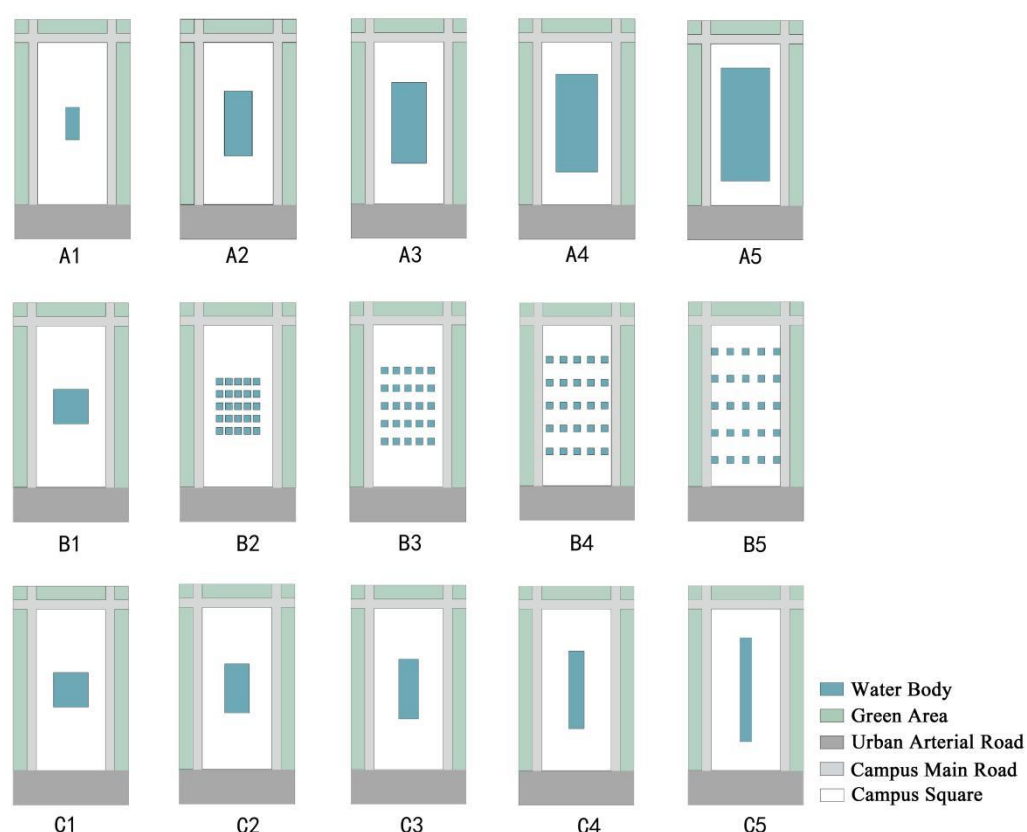 A1 A2 A3 A4 A5
B1 B2 B3 B4 B5
Water Body
Green Area
Urban Arterial Road
Campus Main Road
Campus Square
C1 C2 C3 C4 C5